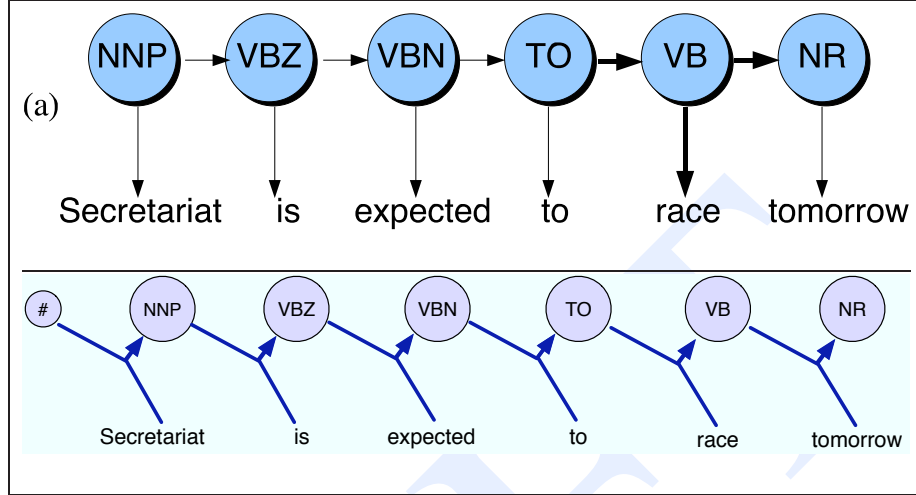 NNP VBZ VBN TO VB NR
(a)
Secretariat is expected to race tomorrow
# NNP VBZ VBN TO VB NR
Secretariat is expected to race tomorrow